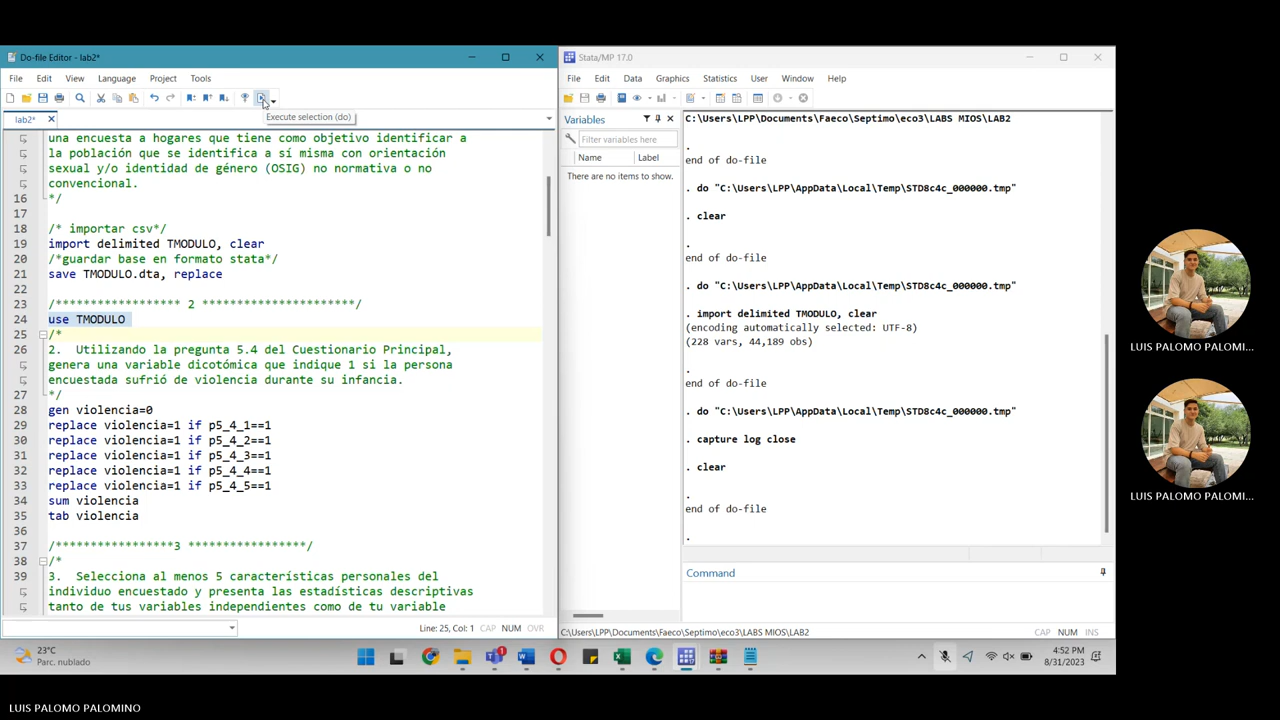 Do-file Editor - lab2*
File Edit View Language Project Tools
Execute selection (do)
lab2*
una encuesta a hogares que tiene como objetivo identificar a
la población que se identifica a sí misma con orientación
sexual y/o identidad de género (OSIG) no normativa o no
convencional.
16 */
17
18 /* importar csv*/
19 import delimited TMODULO, clear
20 /*guardar base en formato stata*/
21 save TMODULO.dta, replace
22
23 /****************** 2 **********************/
24 use TMODULO
25 /*
26 2. Utilizando la pregunta 5.4 del Cuestionario Principal,
genera una variable dicotómica que indique 1 si la persona
encuestada sufrió de violencia durante su infancia.
27 */
28 gen violencia=0
29 replace violencia=1 if p5_4_1==1
30 replace violencia=1 if p5_4_2==1
31 replace violencia=1 if p5_4_3==1
32 replace violencia=1 if p5_4_4==1
33 replace violencia=1 if p5_4_5==1
34 sum violencia
35 tab violencia
36
37 /*****************3 *****************/
38 /*
39 3. Selecciona al menos 5 características personales del
individuo encuestado y presenta las estadísticas descriptivas
tanto de tus variables independientes como de tu variable
Line: 25, Col: 1 CAP NUM OVR
Stata/MP 17.0
File Edit Data Graphics Statistics User Window Help
Variables
Filter variables here
Name Label
There are no items to show.
C:\Users\LPP\Documents\Faeco\Septimo\eco3\LABS MIOS\LAB2
.
end of do-file
. do "C:\Users\LPP\AppData\Local\Temp\STD8c4c_000000.tmp"
. clear
.
end of do-file
. do "C:\Users\LPP\AppData\Local\Temp\STD8c4c_000000.tmp"
. import delimited TMODULO, clear
(encoding automatically selected: UTF-8)
(228 vars, 44,189 obs)
.
end of do-file
. do "C:\Users\LPP\AppData\Local\Temp\STD8c4c_000000.tmp"
. capture log close
. clear
.
end of do-file
.
Command
C:\Users\LPP\Documents\Faeco\Septimo\eco3\LABS MIOS\LAB2
CAP NUM INS
LUIS PALOMO PALOMI...
LUIS PALOMO PALOMI...
23°C
Parc. nublado
1
17
4:52 PM
8/31/2023
LUIS PALOMO PALOMINO